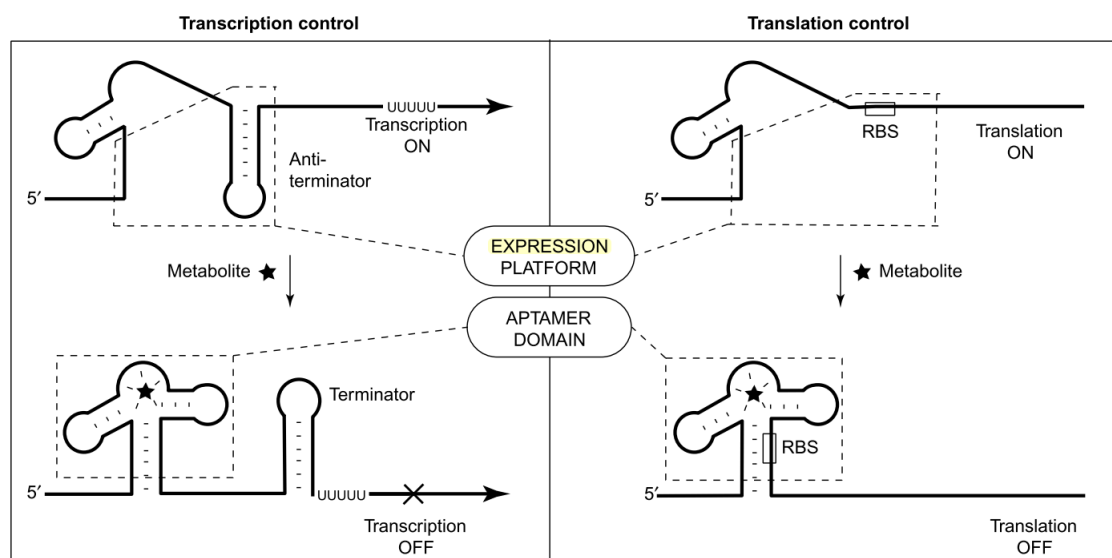 Transcription control
Translation control
UUUUU
Transcription
ON
Anti-
terminator
5′
RBS
Translation
ON
5′
EXPRESSION
PLATFORM
Metabolite
Metabolite
APTAMER
DOMAIN
Terminator
5′
UUUUU
Transcription
OFF
RBS
5′
Translation
OFF